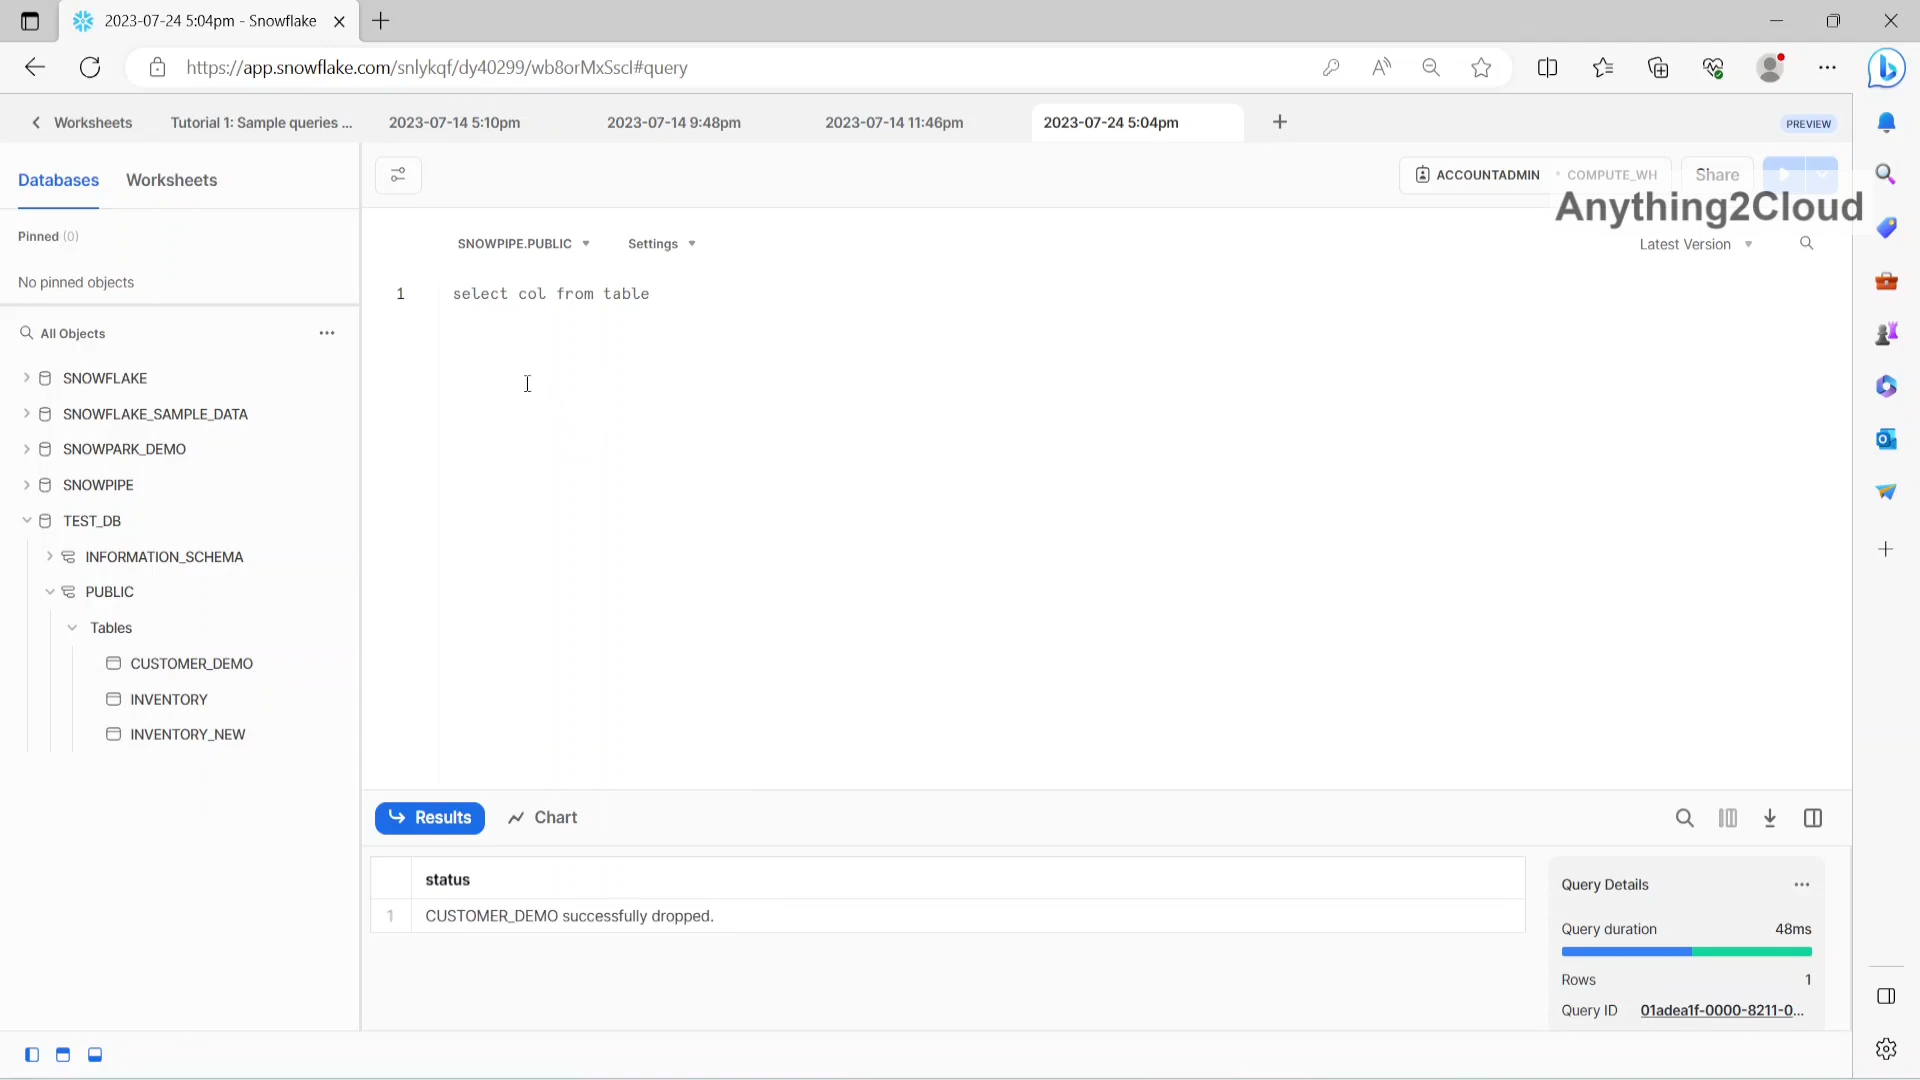 2023-07-24 5:04pm - Snowflake
https://app.snowflake.com/snlykqf/dy40299/wb8orMxSscI#query
Worksheets
Tutorial 1: Sample queries ...
2023-07-14 5:10pm
2023-07-14 9:48pm
2023-07-14 11:46pm
2023-07-24 5:04pm
PREVIEW
Databases
Worksheets
ACCOUNTADMIN
COMPUTE_WH
Share
Anything2Cloud
Pinned (0)
SNOWPIPE.PUBLIC
Settings
Latest Version
No pinned objects
1 select col from table
All Objects
SNOWFLAKE
SNOWFLAKE_SAMPLE_DATA
SNOWPARK_DEMO
SNOWPIPE
TEST_DB
INFORMATION_SCHEMA
PUBLIC
Tables
CUSTOMER_DEMO
INVENTORY
INVENTORY_NEW
Results
Chart
status
1 CUSTOMER_DEMO successfully dropped.
Query Details
Query duration 48ms
Rows 1
Query ID 01adea1f-0000-8211-0...